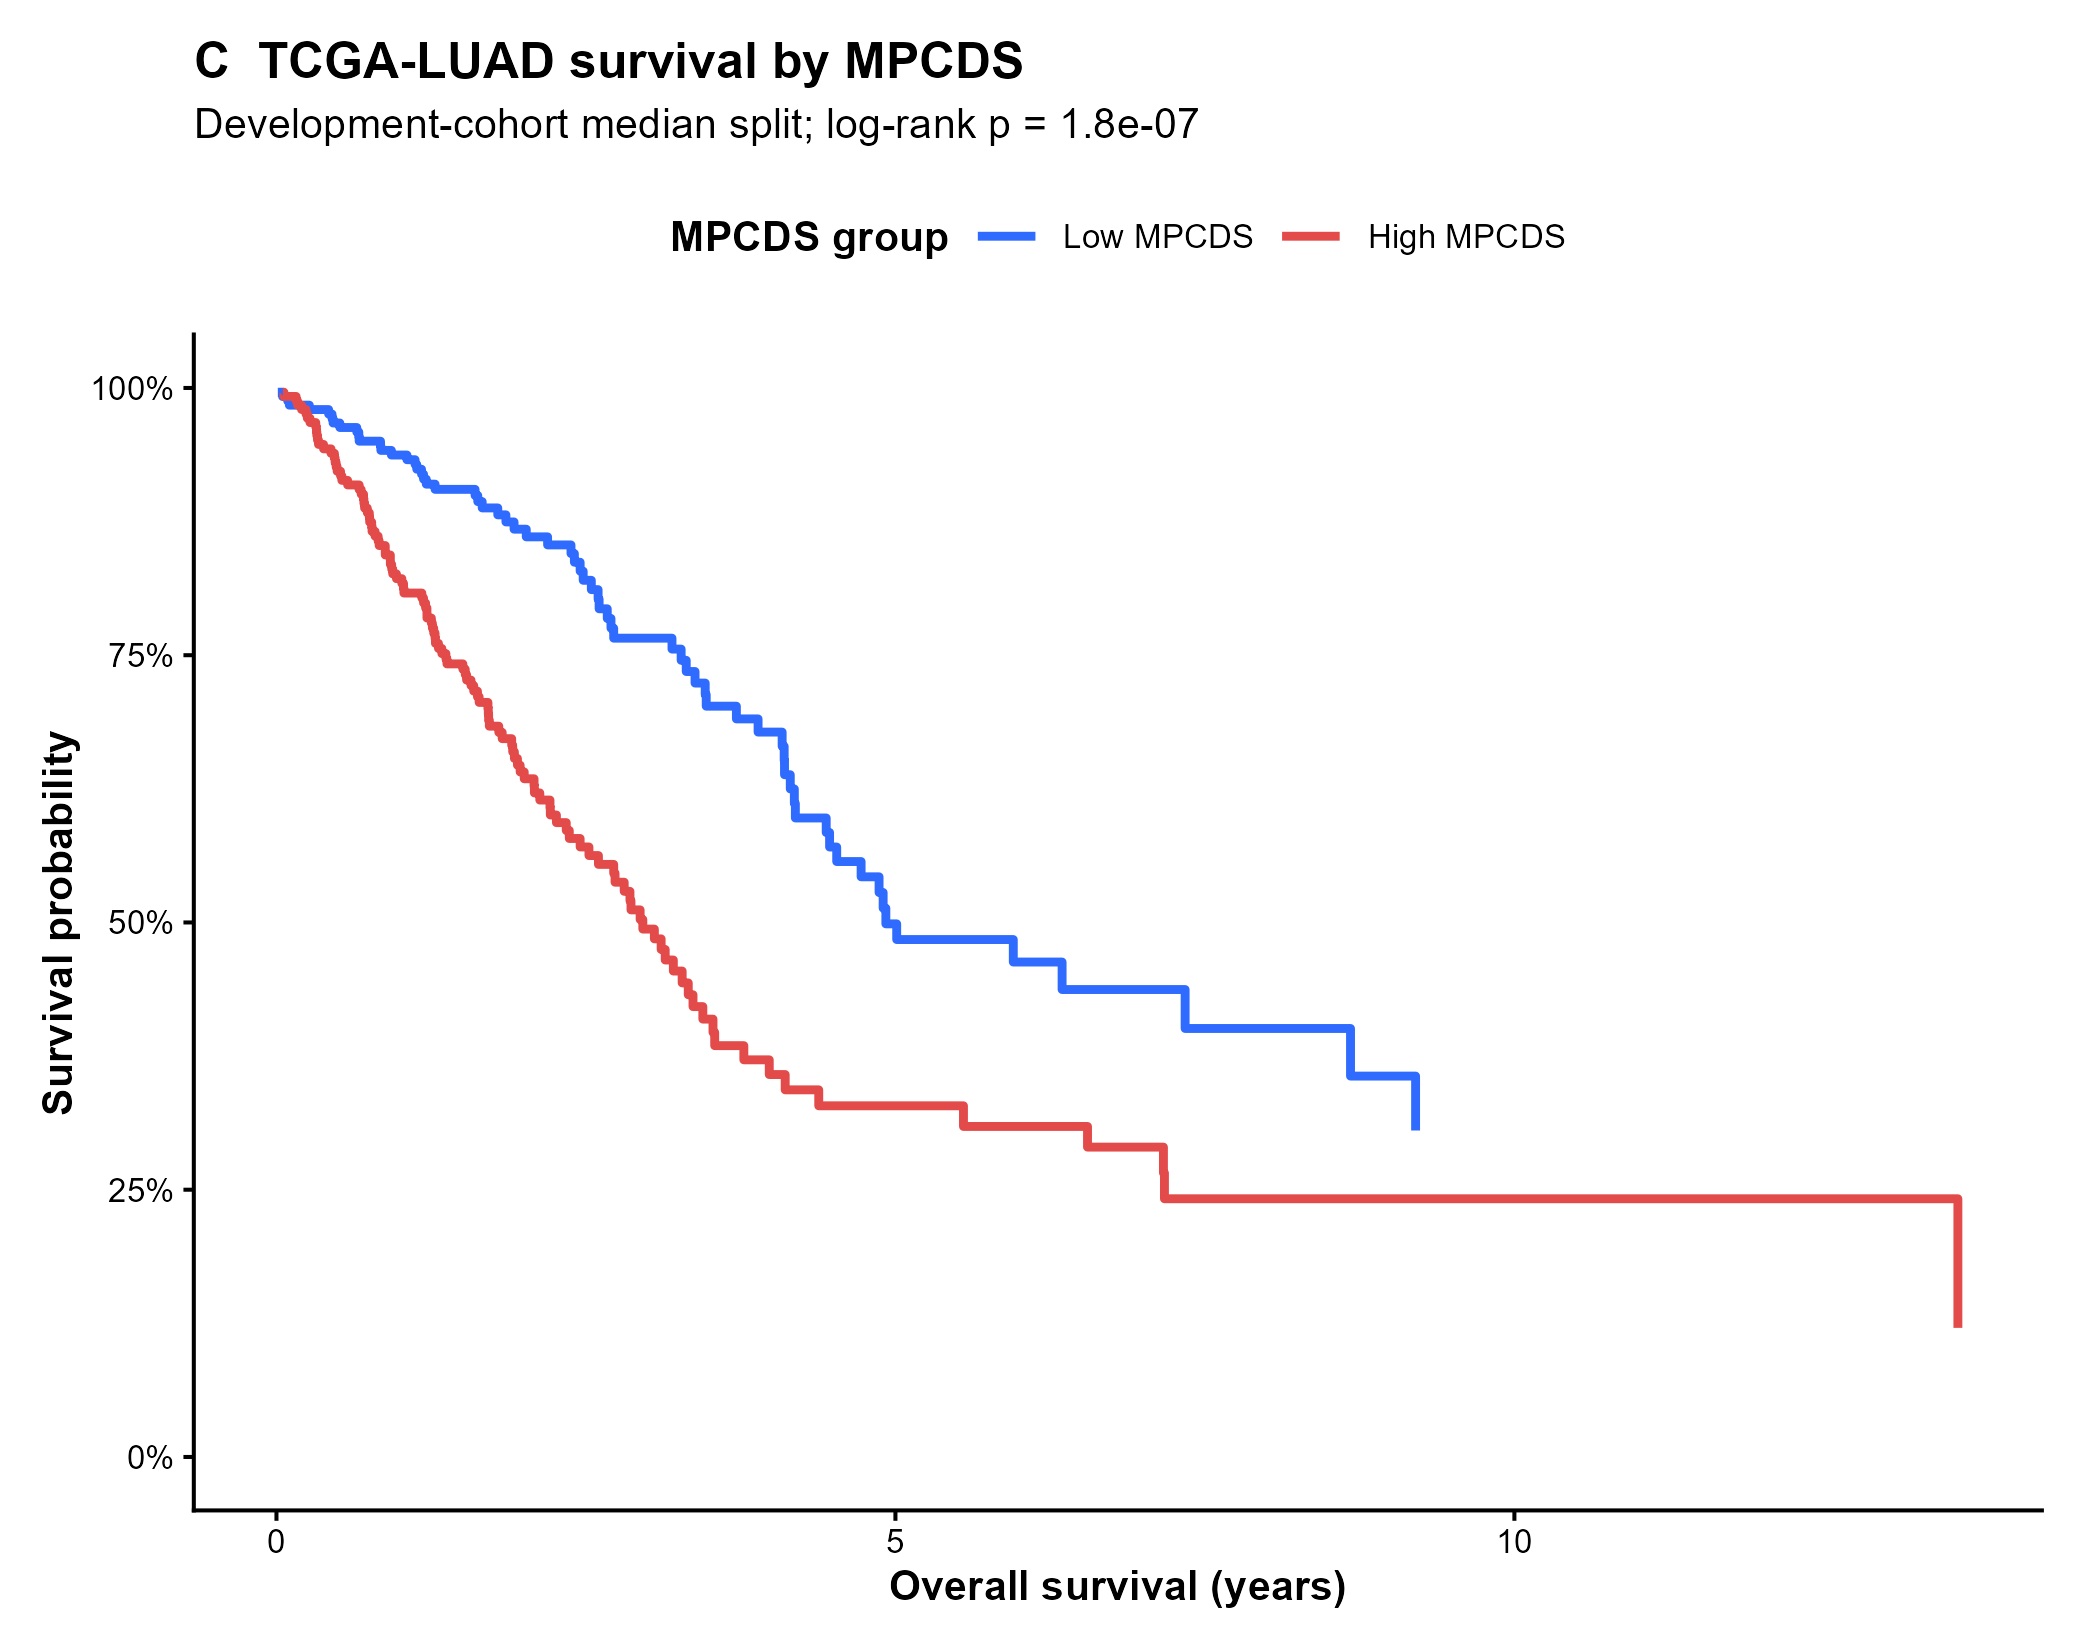 C  TCGA-LUAD survival by MPCDS
Development-cohort median split; log-rank p = 1.8e-07
MPCDS group Low MPCDS High MPCDS
100%
75%
50%
25%
0%
Survival probability
0 5 10
Overall survival (years)